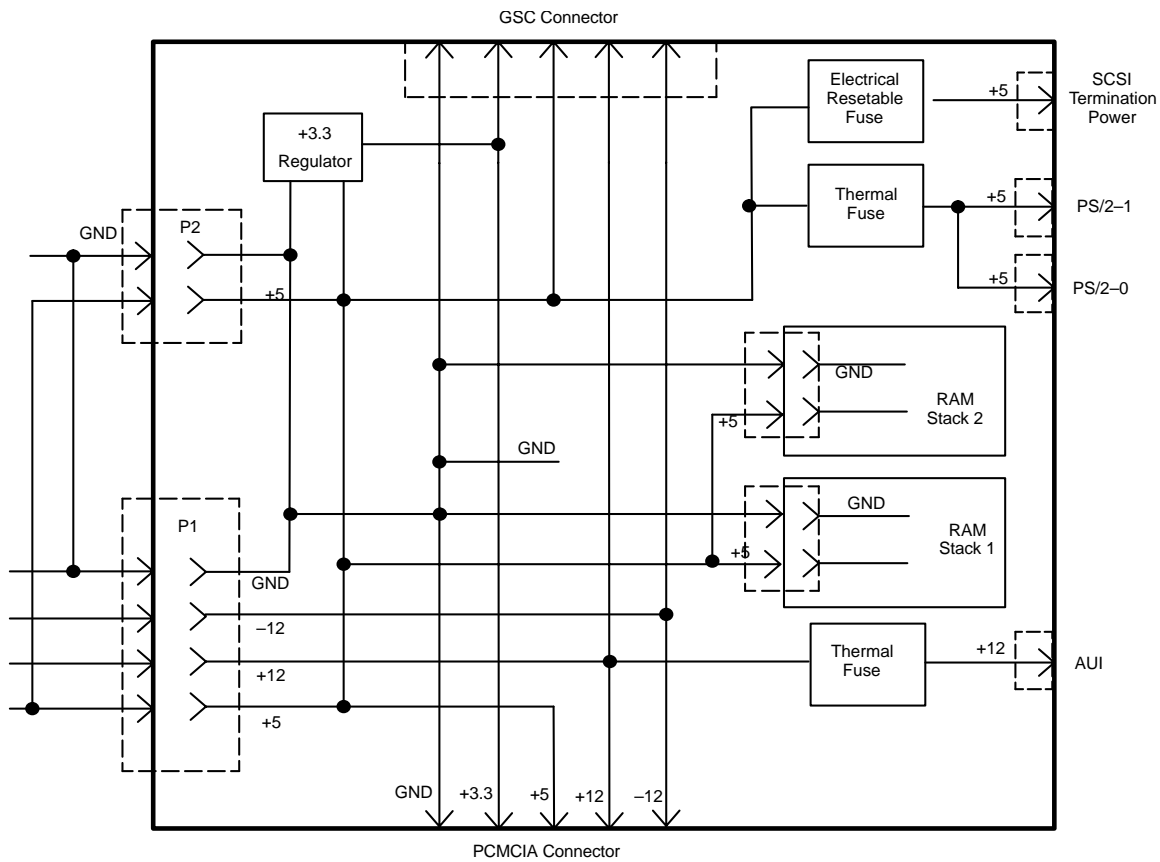 GSC Connector
Electrical
Resetable
Fuse
+5
SCSI
Termination
Power
+3.3
Regulator
Thermal
Fuse
+5
PS/2–1
GND
P2
+5
+5
PS/2–0
GND
RAM
Stack 2
+5
GND
P1
GND
RAM
Stack 1
+5
GND
–12
+12
+5
Thermal
Fuse
+12
AUI
GND
+3.3
+5
+12
–12
PCMCIA Connector